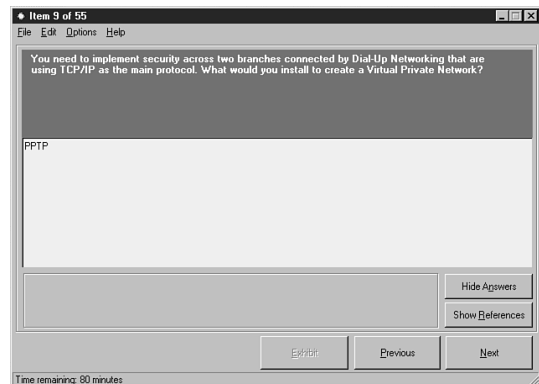 Item 9 of 55
File Edit Options Help
You need to implement security across two branches connected by Dial-Up Networking that are
using TCP/IP as the main protocol. What would you install to create a Virtual Private Network?
PPTP
Hide Answers
Show References
Exhibit
Previous
Next
Time remaining: 80 minutes